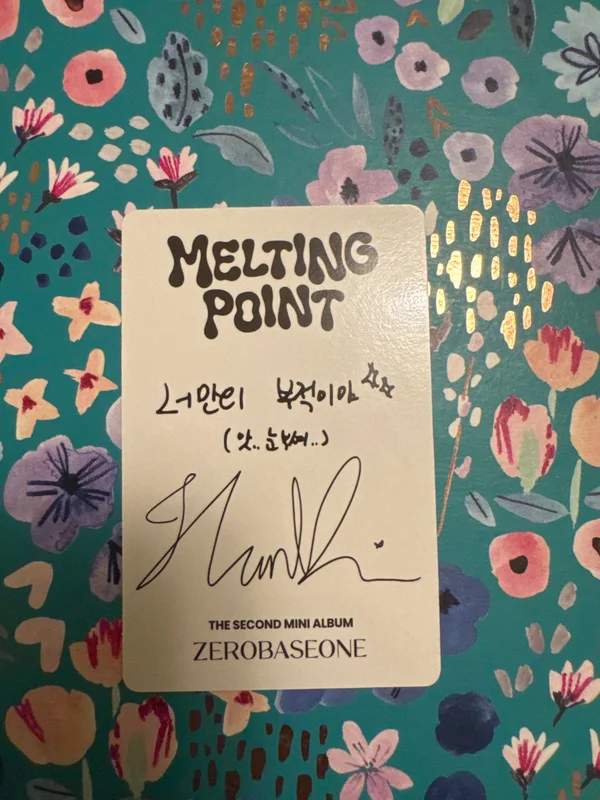 MELTING
POINT
너만의 부적이야☆☆
(앗.. 눈부셔..)
THE SECOND MINI ALBUM
ZEROBASEONE